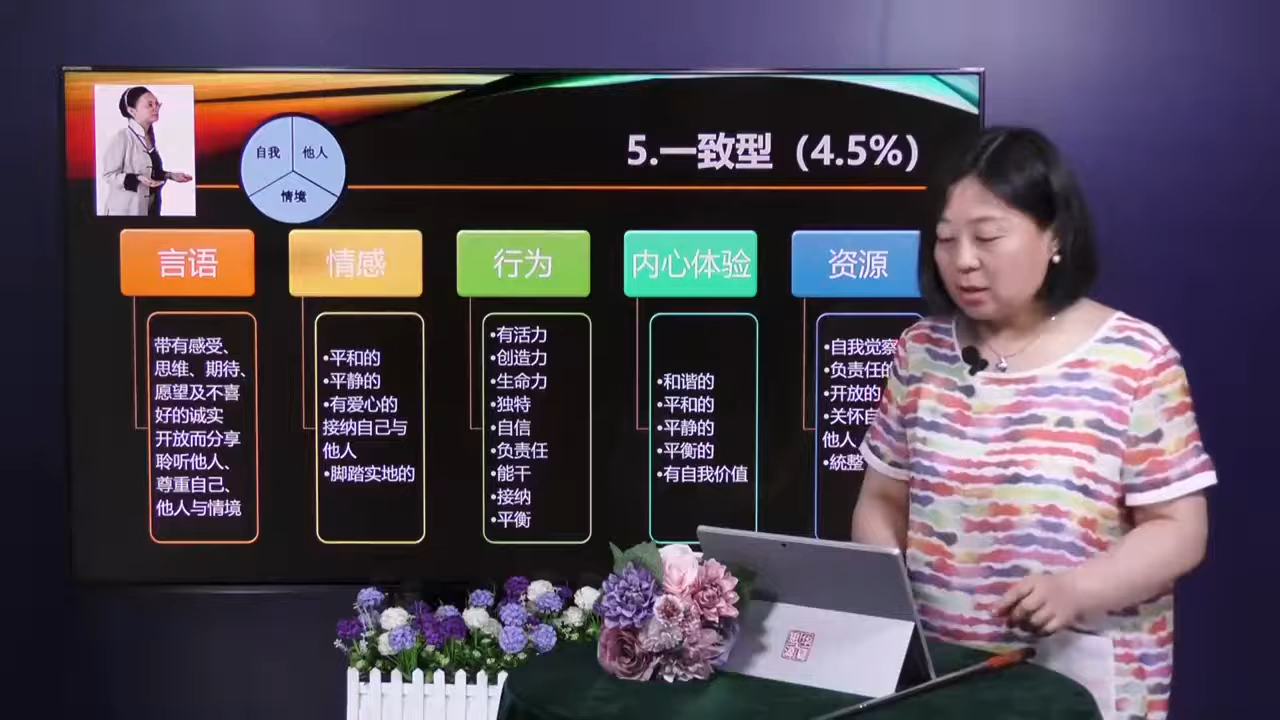 自我
他人
情境
5.一致型（4.5%）
言语
带有感受、
思维、期待、
愿望及不喜
好的诚实
开放而分享
聆听他人、
尊重自己、
他人与情境
情感
•平和的
•平静的
•有爱心的
接纳自己与
他人
•脚踏实地的
行为
•有活力
•创造力
•生命力
•独特
•自信
•负责任
•能干
•接纳
•平衡
内心体验
•和谐的
•平和的
•平静的
•平衡的
•有自我价值
资源
•自我觉察
•负责任的
•开放的
•关怀自
他人
•統整